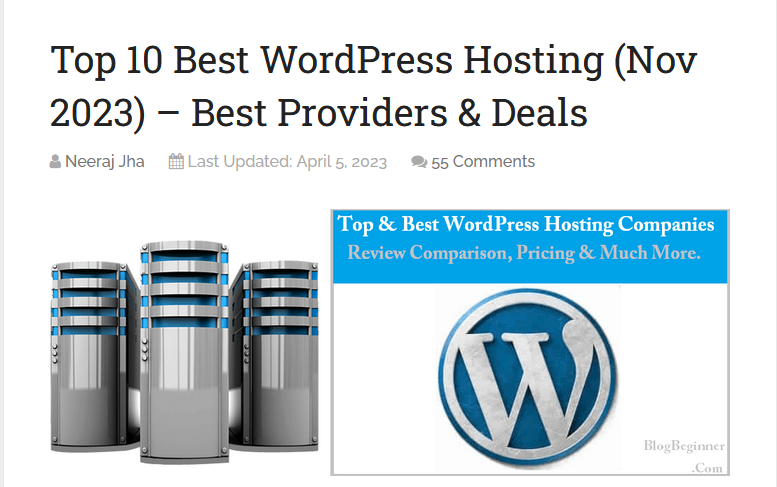 Top 10 Best WordPress Hosting (Nov
2023) – Best Providers & Deals
Neeraj Jha Last Updated: April 5, 2023 55 Comments
Top & Best WordPress Hosting Companies
Review Comparison, Pricing & Much More.
W
BlogBeginner
.Com